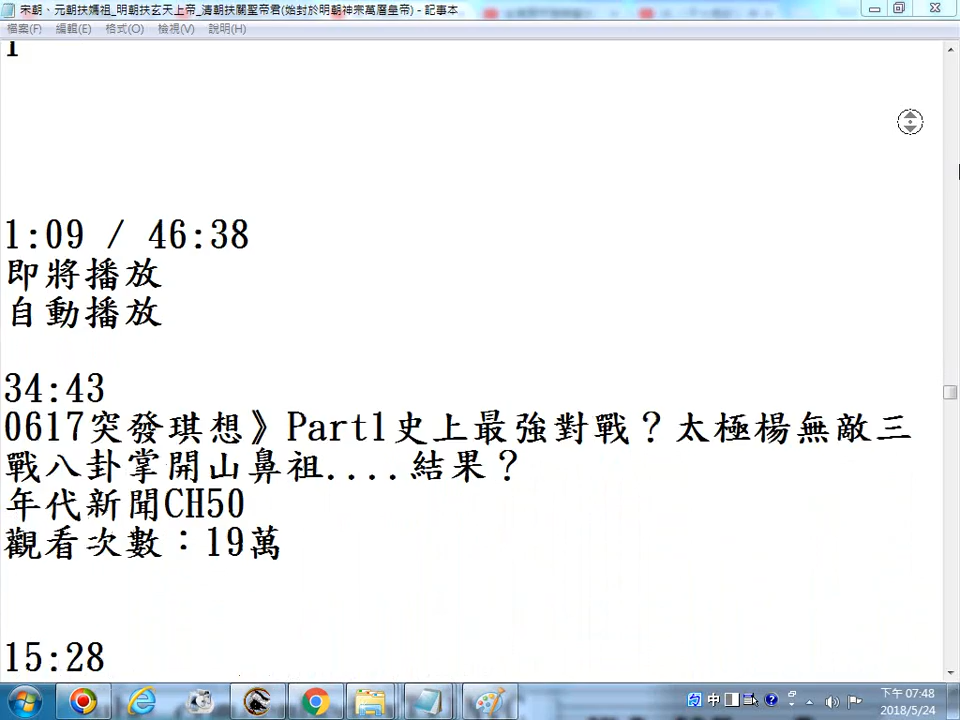 宋朝、元朝扶媽祖_明朝扶玄天上帝_清朝扶關聖帝君(始封於明朝神宗萬曆皇帝) - 記事本
檔案(F) 編輯(E) 格式(O) 檢視(V) 說明(H)
1
1:09 / 46:38
即將播放
自動播放
34:43
0617突發琪想》Part1史上最強對戰？太極楊無敵三
戰八卦掌開山鼻祖....結果？
年代新聞CH50
觀看次數：19萬
15:28
中
下午 07:48
2018/5/24